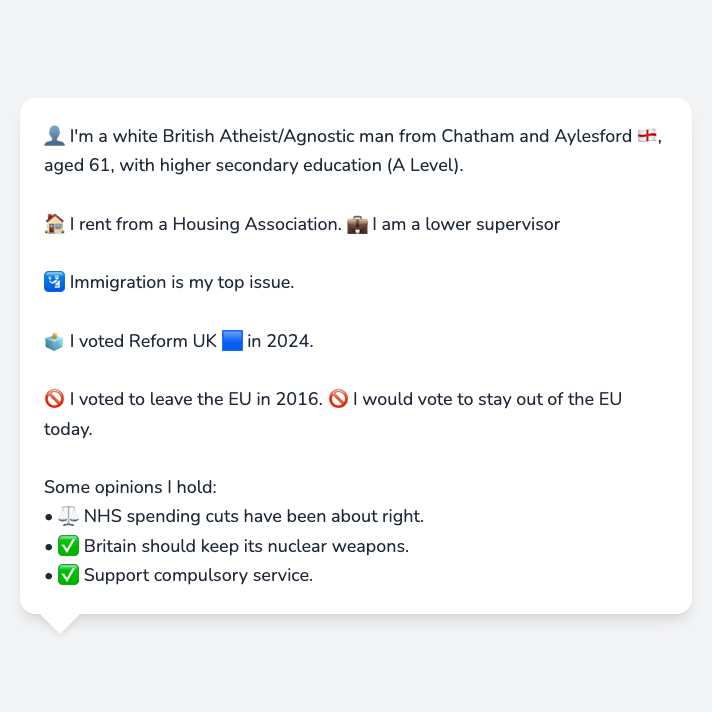 👤 I'm a white British Atheist/Agnostic man from Chatham and Aylesford 🏴󠁧󠁢󠁥󠁮󠁧󠁿,
aged 61, with higher secondary education (A Level).
🏠 I rent from a Housing Association. 💼 I am a lower supervisor
🛂 Immigration is my top issue.
🗳️ I voted Reform UK 🟦 in 2024.
🚫 I voted to leave the EU in 2016. 🚫 I would vote to stay out of the EU
today.
Some opinions I hold:
• ⚖️ NHS spending cuts have been about right.
• ✅ Britain should keep its nuclear weapons.
• ✅ Support compulsory service.